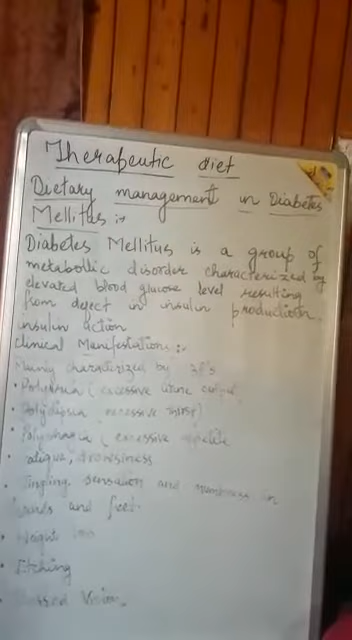 Therapeutic diet
Dietary management in Diabetes
Mellitus :-
Diabetes Mellitus is a group of
metabolic disorder characterized by
elevated blood glucose level resulting
from defect in insulin production.
insulin action
Clinical Manifestations :-
Mainly characterized by 3P's
• Polyuria ( excessive urine output
• Polydipsia ( excessive thirst)
• Polyphagia ( excessive appetite
• atigue, drowsiness
• Tingling sensation and numbness in
hands and feet.
• Weight loss
• Itching
• Vision.